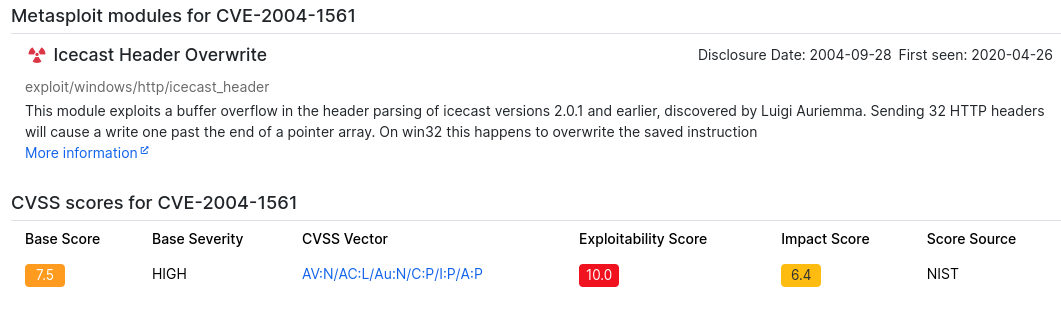 Metasploit modules for CVE-2004-1561
Icecast Header Overwrite Disclosure Date: 2004-09-28 First seen: 2020-04-26
exploit/windows/http/icecast_header
This module exploits a buffer overflow in the header parsing of icecast versions 2.0.1 and earlier, discovered by Luigi Auriemma. Sending 32 HTTP headers
will cause a write one past the end of a pointer array. On win32 this happens to overwrite the saved instruction
More information
CVSS scores for CVE-2004-1561
Base Score Base Severity CVSS Vector Exploitability Score Impact Score Score Source
7.5 HIGH AV:N/AC:L/Au:N/C:P/I:P/A:P 10.0 6.4 NIST